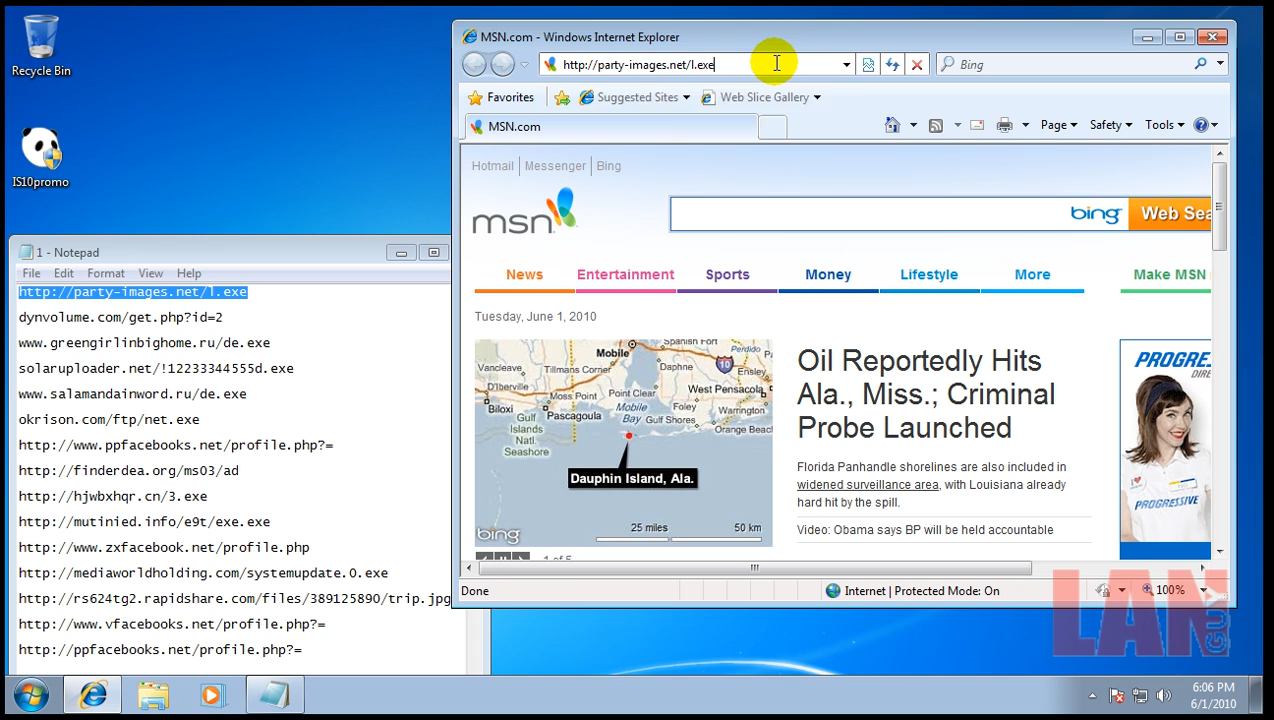 Recycle Bin
IS10promo
1 - Notepad
File Edit Format View Help
http://party-images.net/l.exe
dynvolume.com/get.php?id=2
www.greengirlinbighome.ru/de.exe
solaruploader.net/!12233344555d.exe
www.salamandainword.ru/de.exe
okrison.com/ftp/net.exe
http://www.ppfacebooks.net/profile.php?=
http://finderdea.org/ms03/ad
http://hjwbxhqr.cn/3.exe
http://mutinied.info/e9t/exe.exe
http://www.zxfacebook.net/profile.php
http://mediaworldholding.com/systemupdate.0.exe
http://rs624tg2.rapidshare.com/files/389125890/trip.jpg
http://www.vfacebooks.net/profile.php?=
http://ppfacebooks.net/profile.php?=
MSN.com - Windows Internet Explorer
http://party-images.net/l.exe
Bing
Favorites Suggested Sites Web Slice Gallery
MSN.com
Page Safety Tools
Hotmail Messenger Bing
msn
bing Web Sea
News Entertainment Sports Money Lifestyle More Make MSN
Tuesday, June 1, 2010
Spanish Fort
Perdido
Mobile
10
Vancleave
Tillmans Corner
Daphne
Ensley
D'Iberville
Moss Point
Point Clear
West Pensacola
Biloxi
Pascagoula
Mobile Bay
Foley
Warrington
Gulf Shores
Orange Beach
Gulf Islands Natl. Seashore
Dauphin Island, Ala.
25 miles 50 km
bing
1 of 5
Oil Reportedly Hits
Ala., Miss.; Criminal
Probe Launched
Florida Panhandle shorelines are also included in
widened surveillance area, with Louisiana already
hard hit by the spill.
Video: Obama says BP will be held accountable
PROGRES
DIRE
PROGRESSIVE
Done
Internet | Protected Mode: On
100%
LAN
GUY
6:06 PM
6/1/2010